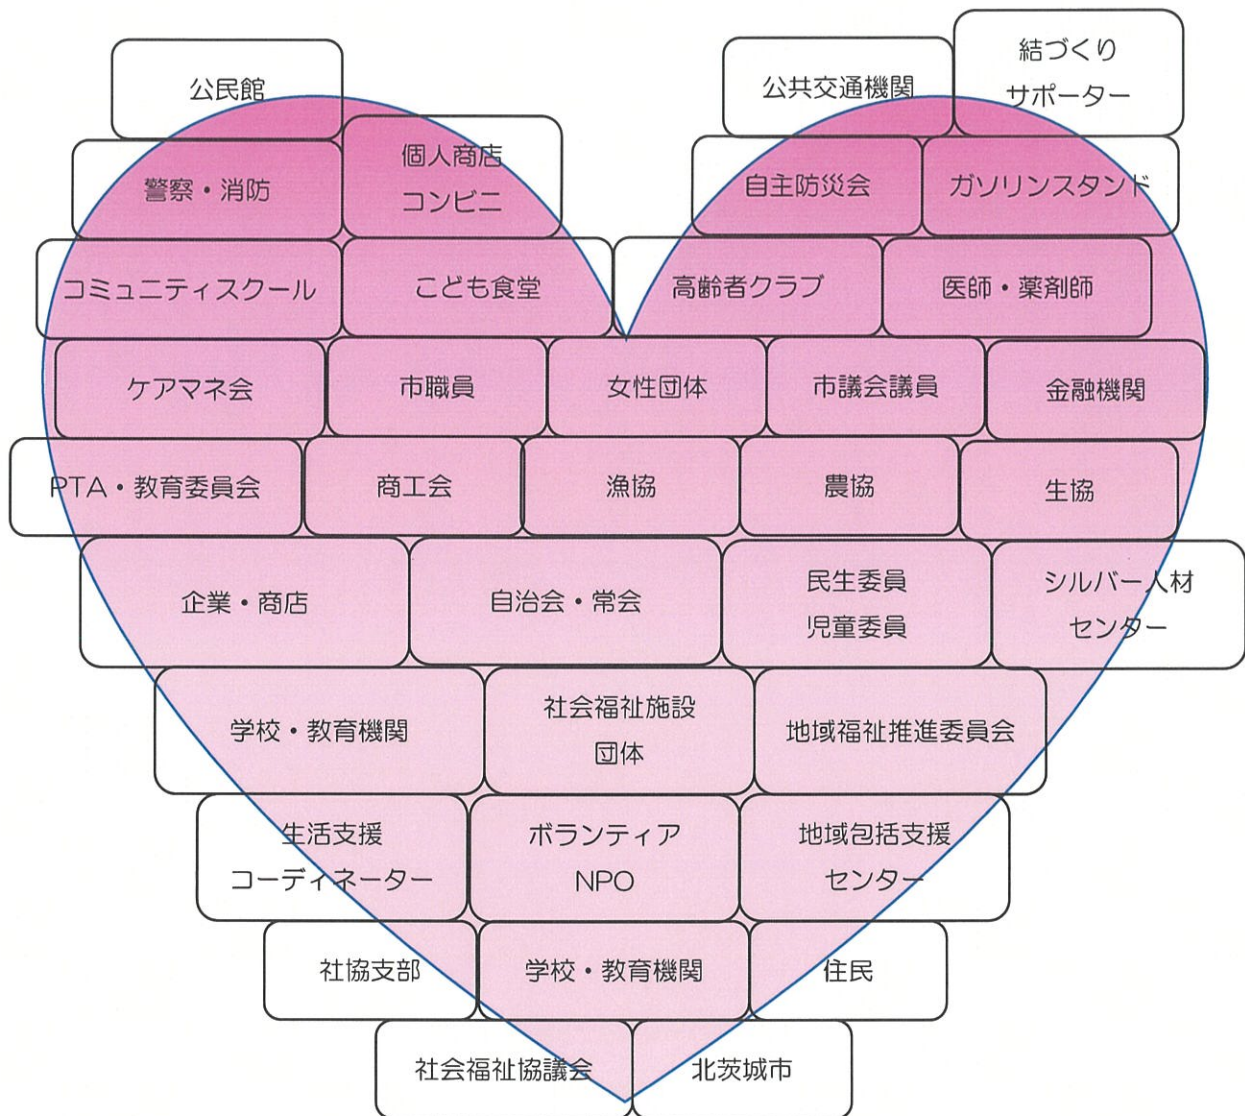 公民館
公共交通機関
結づくり
サポーター
警察・消防
個人商店
コンビニ
自主防災会
ガソリンスタンド
コミュニティスクール
こども食堂
高齢者クラブ
医師・薬剤師
ケアマネ会
市職員
女性団体
市議会議員
金融機関
PTA・教育委員会
商工会
漁協
農協
生協
企業・商店
自治会・常会
民生委員
児童委員
シルバー人材
センター
学校・教育機関
社会福祉施設
団体
地域福祉推進委員会
生活支援
コーディネーター
ボランティア
NPO
地域包括支援
センター
社協支部
学校・教育機関
住民
社会福祉協議会
北茨城市